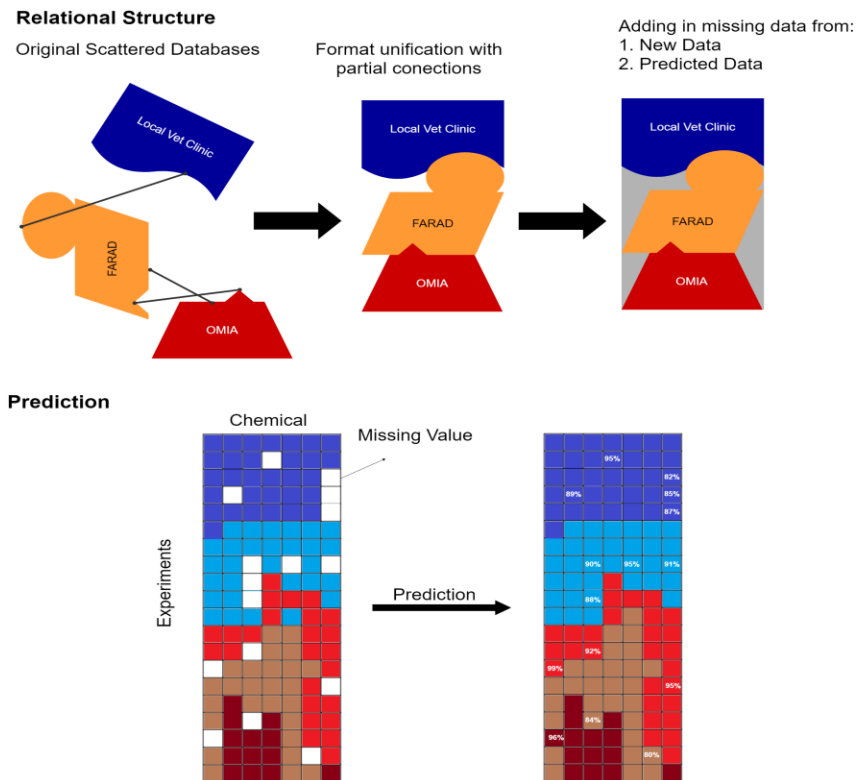 Relational Structure
Original Scattered Databases
Format unification with
partial conections
Adding in missing data from:
1. New Data
2. Predicted Data
Local Vet Clinic
FARAD
OMIA
Local Vet Clinic
FARAD
OMIA
Local Vet Clinic
FARAD
OMIA
Prediction
Chemical
Missing Value
Experiments
Prediction
95%
82%
89%
85%
87%
90%
95%
91%
88%
92%
99%
95%
84%
96%
80%